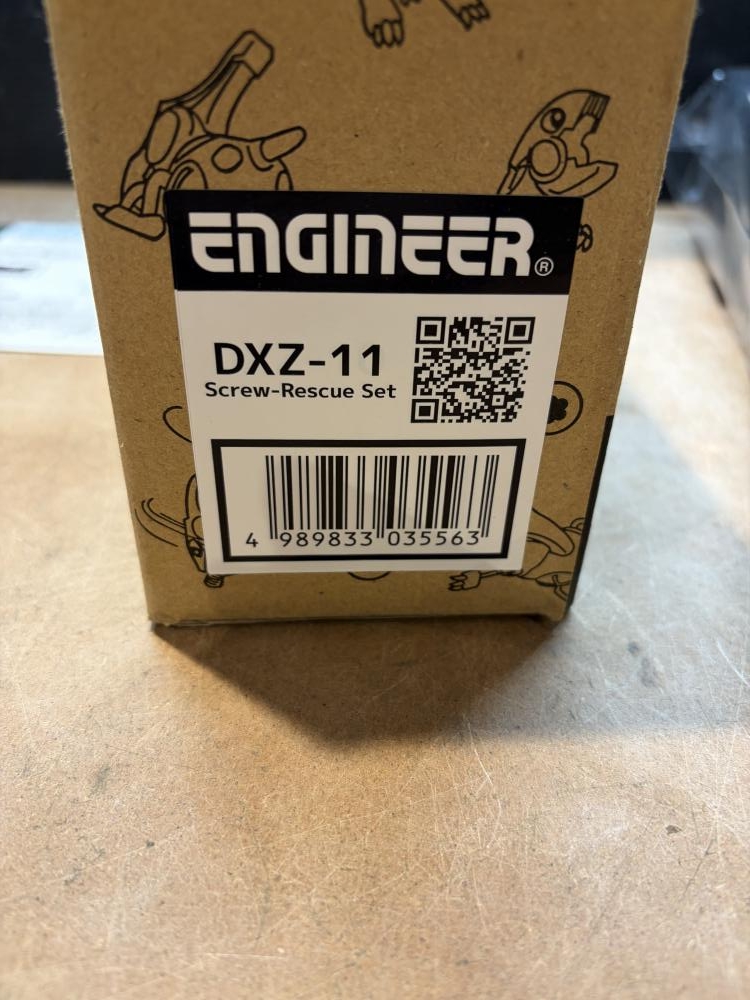 ENGINEER®
DXZ-11
Screw-Rescue Set
4 989833 035563